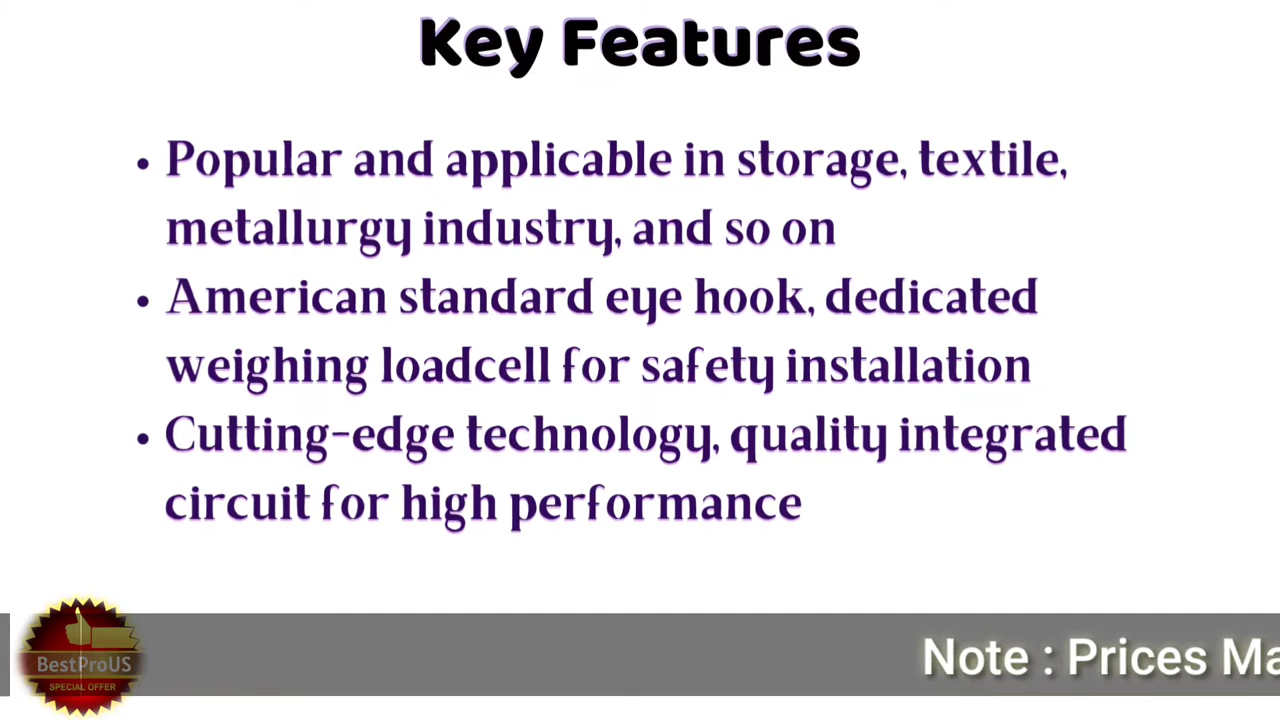 Key Features
• Popular and applicable in storage, textile,
metallurgy industry, and so on
• American standard eye hook, dedicated
weighing loadcell for safety installation
• Cutting-edge technology, quality integrated
circuit for high performance
BestProUS
SPECIAL OFFER
Note : Prices Ma